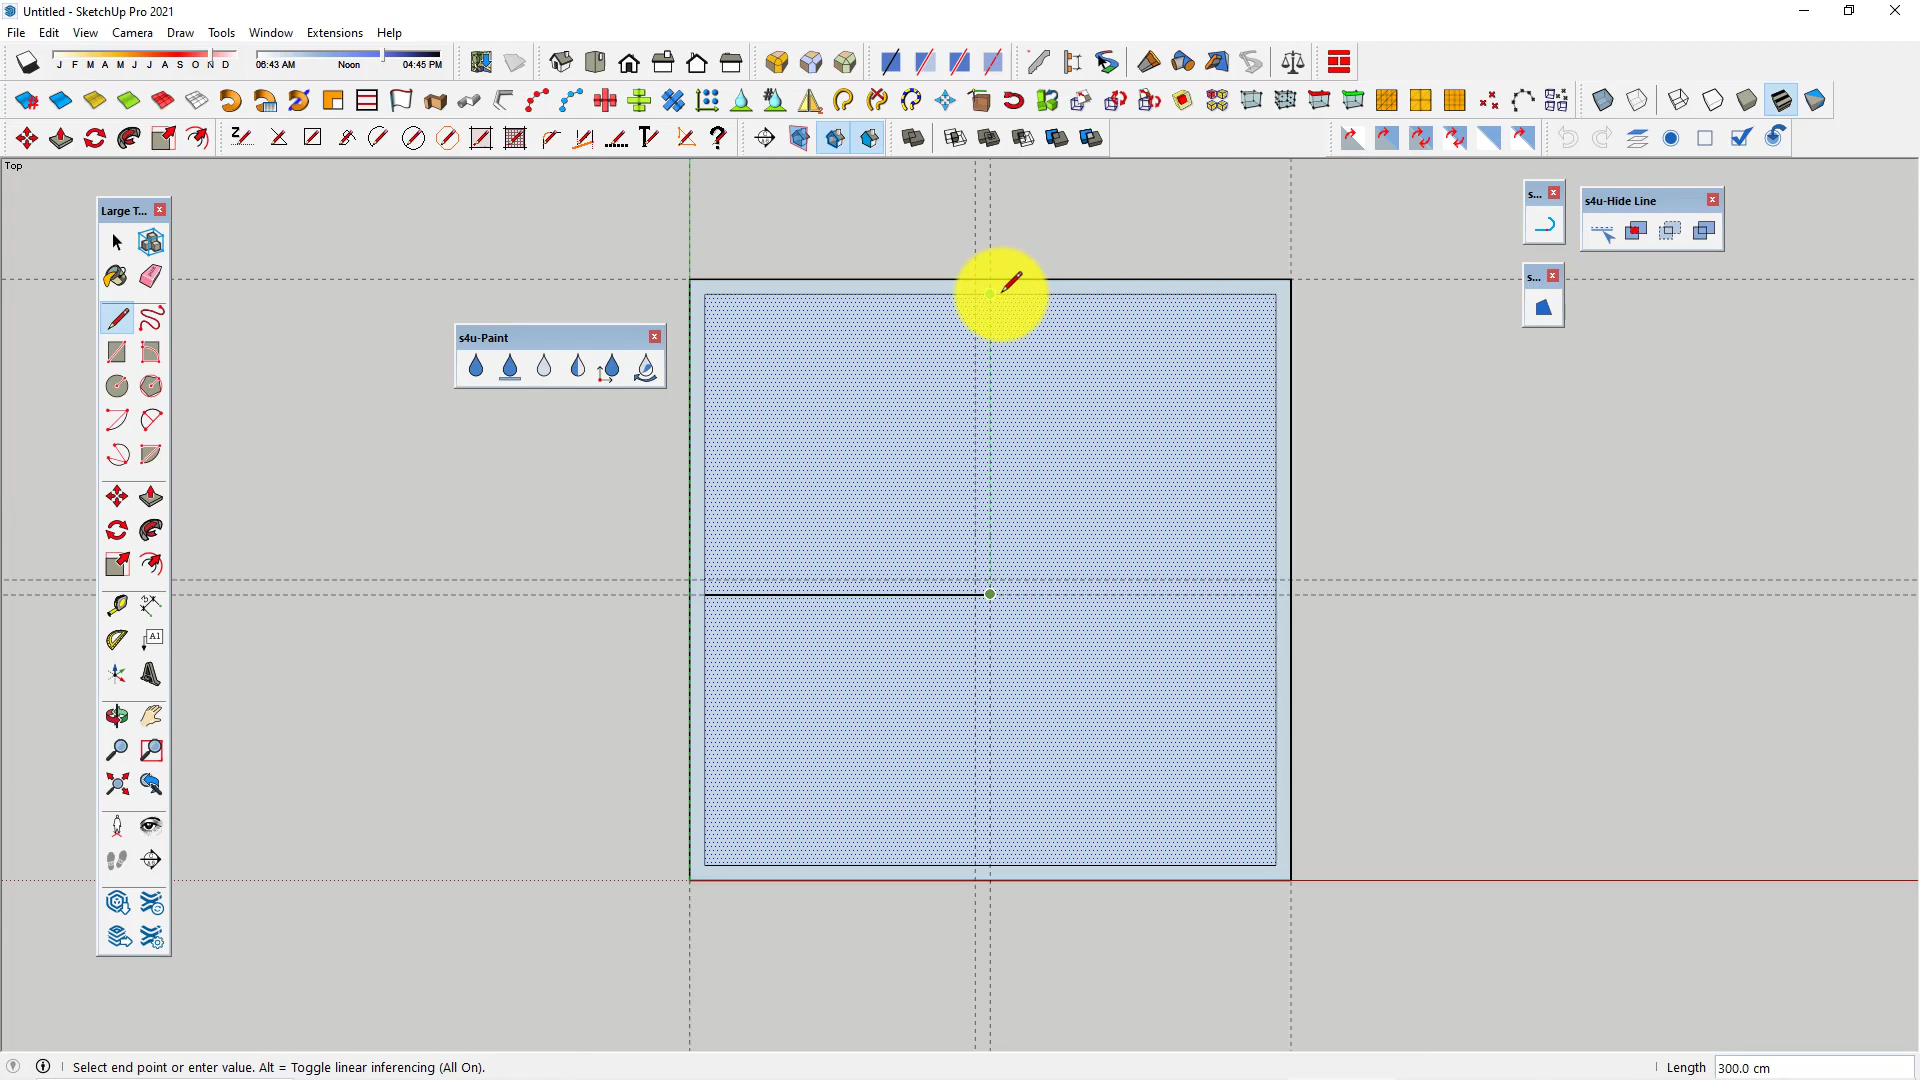 Untitled - SketchUp Pro 2021
File Edit View Camera Draw Tools Window Extensions Help
J F M A M J J A S O N D
06:43 AM Noon 04:45 PM
Top
Large T...
s...
s4u-Hide Line
s...
s4u-Paint
A1
Select end point or enter value. Alt = Toggle linear inferencing (All On).
Length 300.0 cm